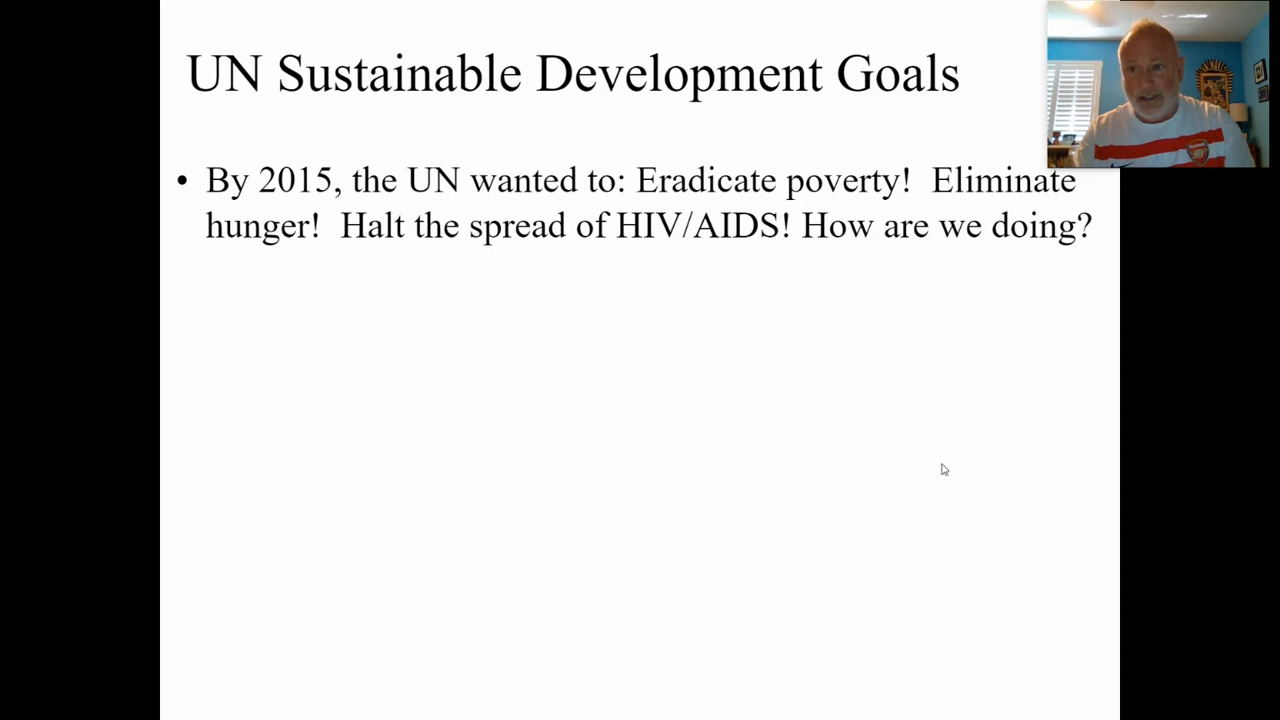 UN Sustainable Development Goals
• By 2015, the UN wanted to: Eradicate poverty!  Eliminate
hunger!  Halt the spread of HIV/AIDS! How are we doing?